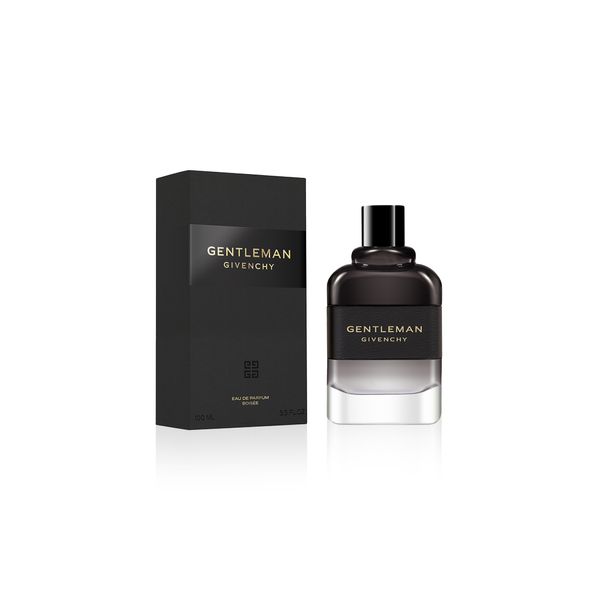 GENTLEMAN
GIVENCHY
EAU DE PARFUM
BOISÉE
100 ML 3.3 FL.OZ
GENTLEMAN
GIVENCHY